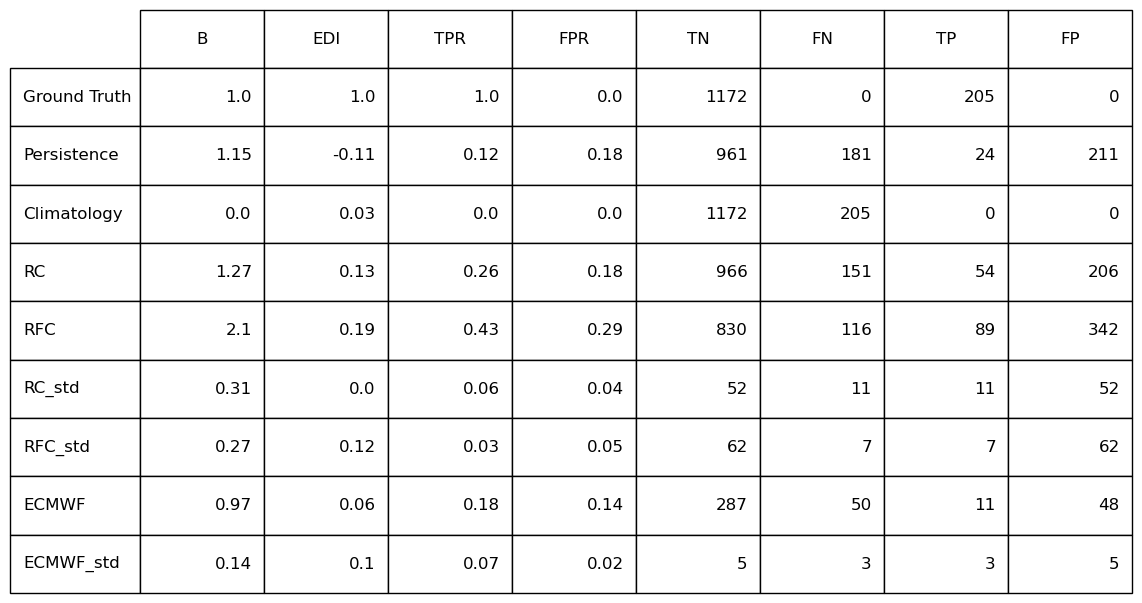 B EDI TPR FPR TN FN TP FP
Ground Truth 1.0 1.0 1.0 0.0 1172 0 205 0
Persistence 1.15 -0.11 0.12 0.18 961 181 24 211
Climatology 0.0 0.03 0.0 0.0 1172 205 0 0
RC 1.27 0.13 0.26 0.18 966 151 54 206
RFC 2.1 0.19 0.43 0.29 830 116 89 342
RC_std 0.31 0.0 0.06 0.04 52 11 11 52
RFC_std 0.27 0.12 0.03 0.05 62 7 7 62
ECMWF 0.97 0.06 0.18 0.14 287 50 11 48
ECMWF_std 0.14 0.1 0.07 0.02 5 3 3 5